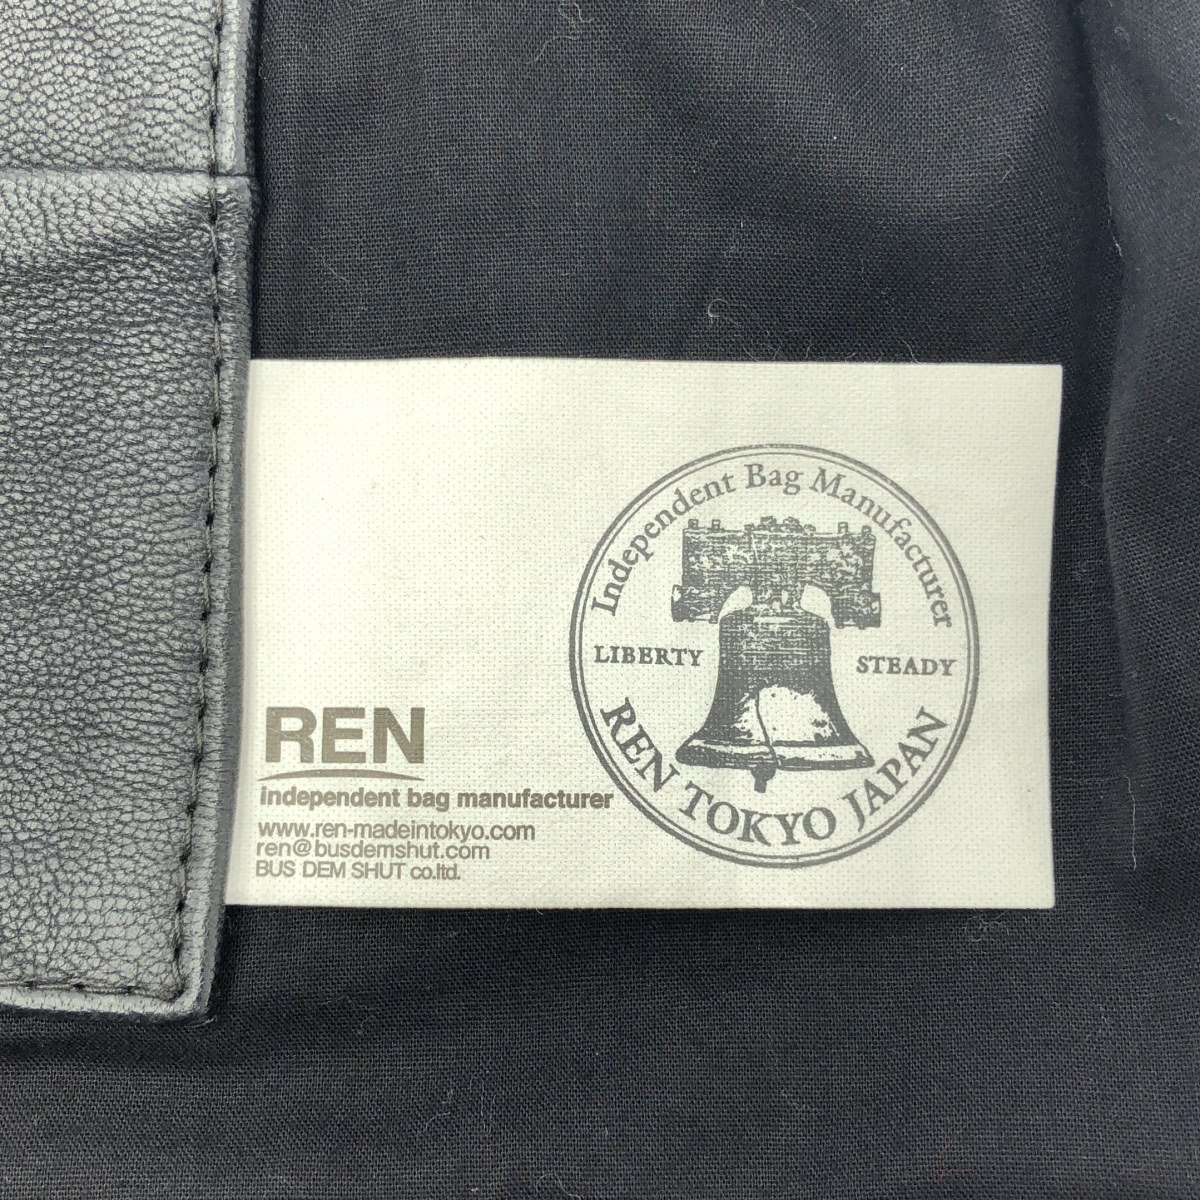 Independent Bag Manufacturer
LIBERTY STEADY
REN TOKYO JAPAN
REN
independent bag manufacturer
www.ren-madeintokyo.com
ren@busdemshut.com
BUS DEM SHUT co.ltd.